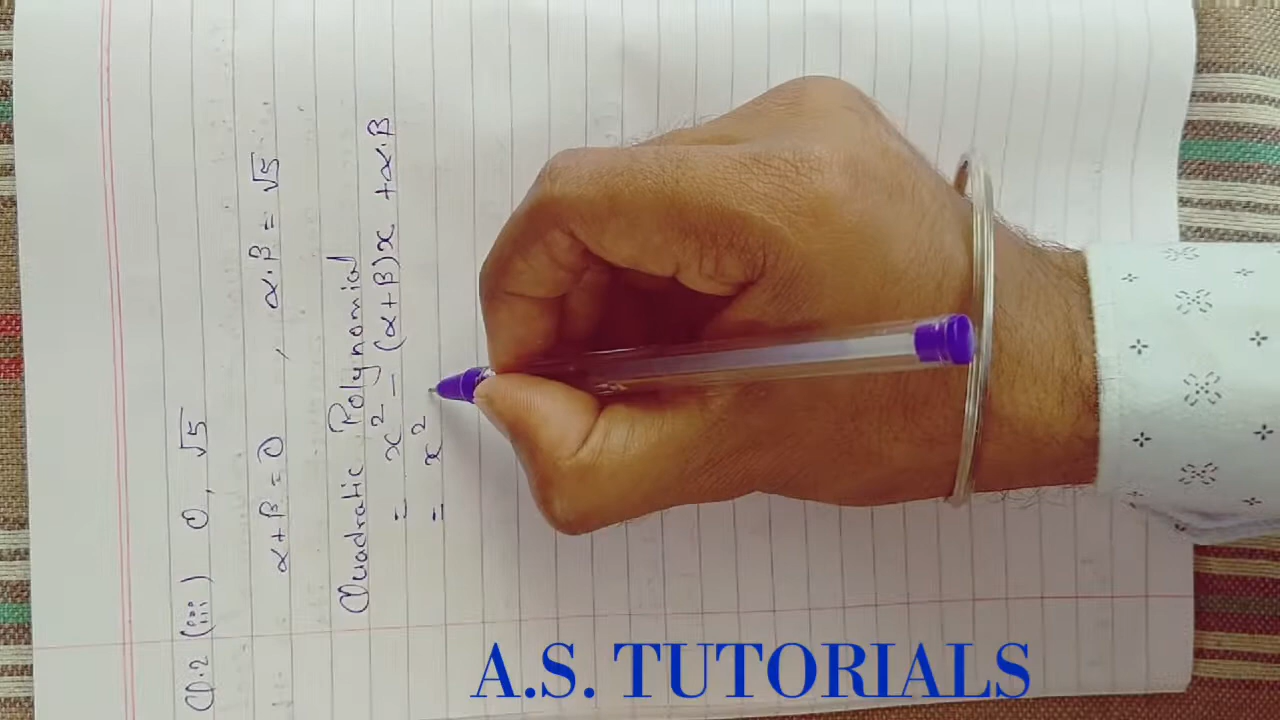 Q.2 (iii) 0, √5
α+β = 0 , α.β = √5
Quadratic Polynomial
= x² - (α+β)x + α.β
= x²
A.S. TUTORIALS